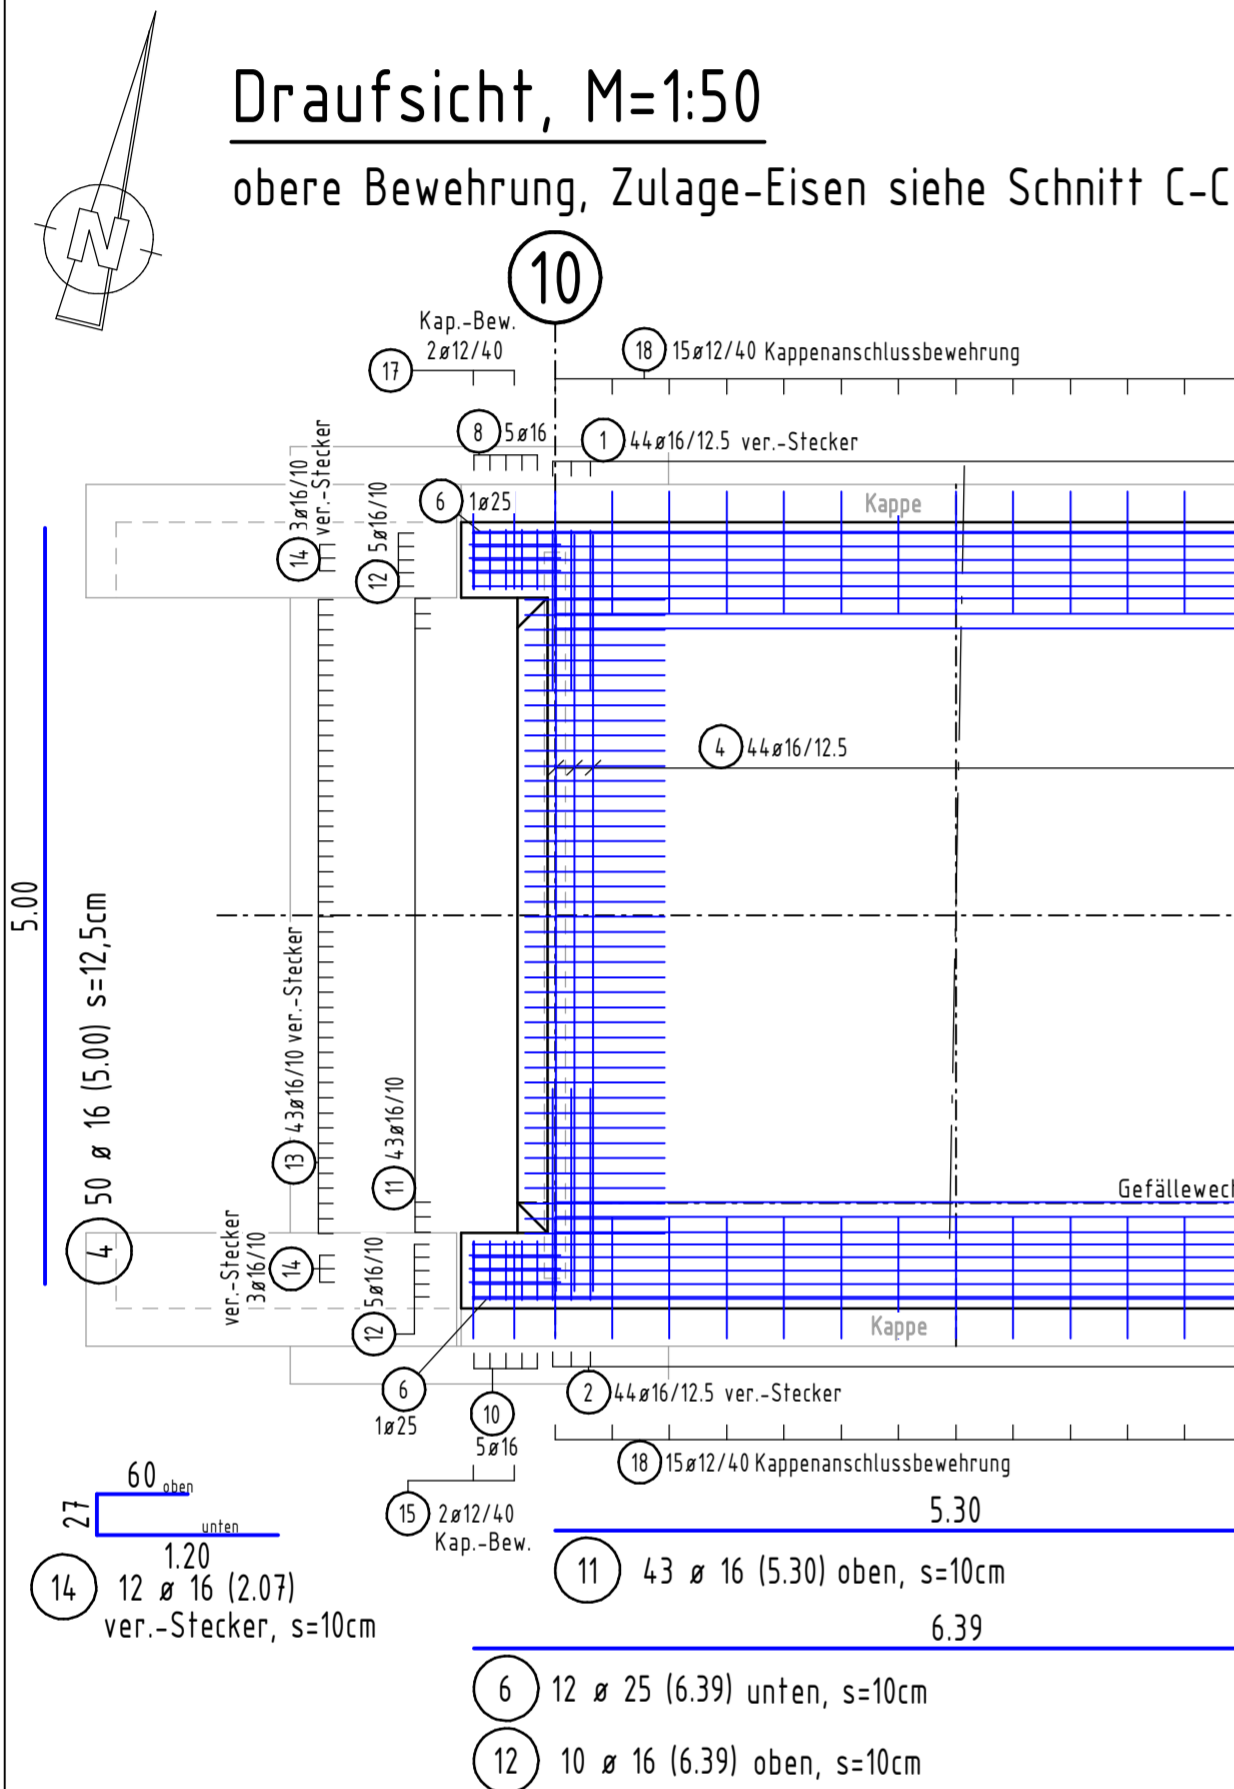 Draufsicht, M=1:50
obere Bewehrung, Zulage-Eisen siehe Schnitt C-C
N
10
Kap.-Bew.
2ø12/40
17
18 15ø12/40 Kappenanschlussbewehrung
8 5ø16
1 44ø16/12.5 ver.-Stecker
14 3ø16/10
ver.-Stecker
12 5ø16/10
6 1ø25
Kappe
4 44ø16/12.5
5.00
4 50 ø 16 (5.00) s=12,5cm
13 43ø16/10 ver.-Stecker
11 43ø16/10
Gefällewech
ver.-Stecker
3ø16/10
14
12 5ø16/10
Kappe
6
1ø25
10
5ø16
2 44ø16/12.5 ver.-Stecker
18 15ø12/40 Kappenanschlussbewehrung
15 2ø12/40
Kap.-Bew.
60 oben
27
unten
1.20
14 12 ø 16 (2.07)
ver.-Stecker, s=10cm
5.30
11 43 ø 16 (5.30) oben, s=10cm
6.39
6 12 ø 25 (6.39) unten, s=10cm
12 10 ø 16 (6.39) oben, s=10cm